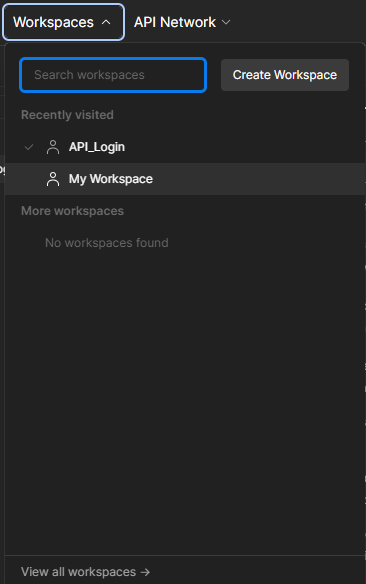 Workspaces API Network
Search workspaces Create Workspace
Recently visited
API_Login
My Workspace
More workspaces
No workspaces found
View all workspaces →